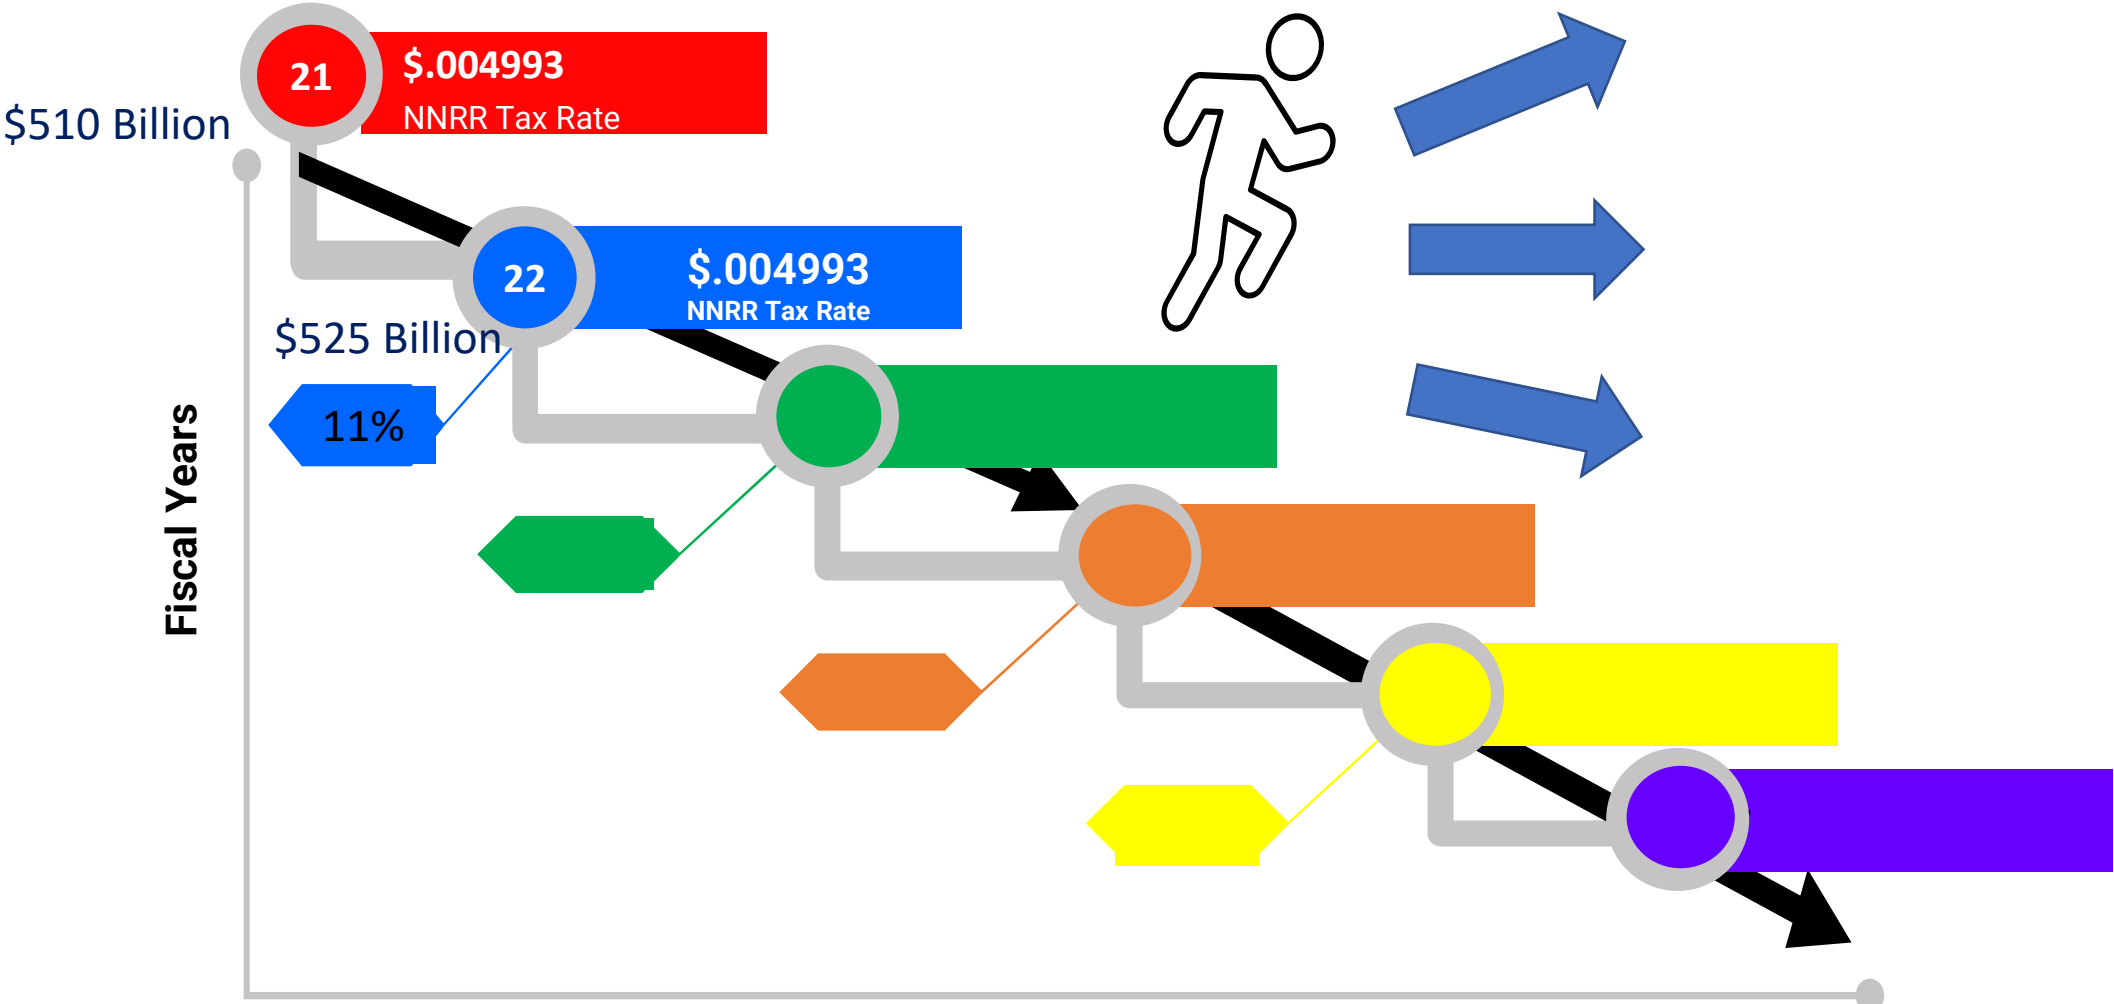 21
$.004993
NNRR Tax Rate
$510 Billion
22
$.004993
NNRR Tax Rate
$525 Billion
11%
Fiscal Years